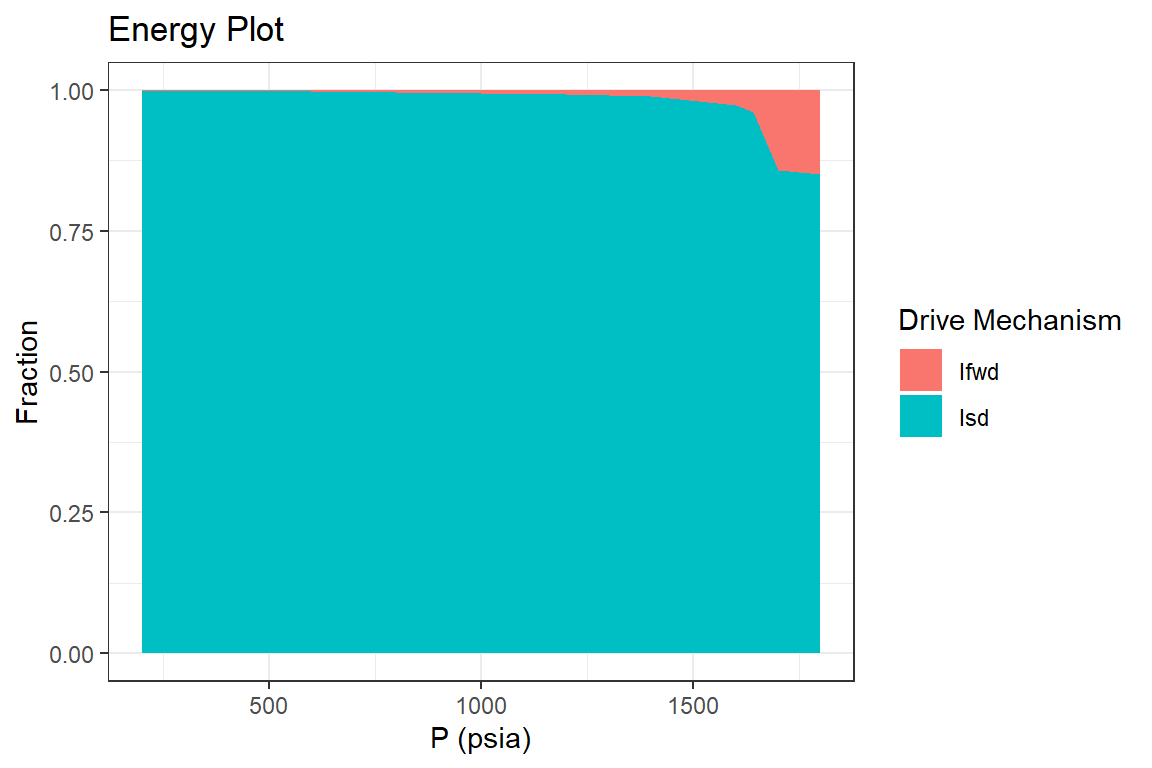 Energy Plot
1.00
0.75
0.50
0.25
0.00
Fraction
500 1000 1500
P (psia)
Drive Mechanism
Ifwd
Isd